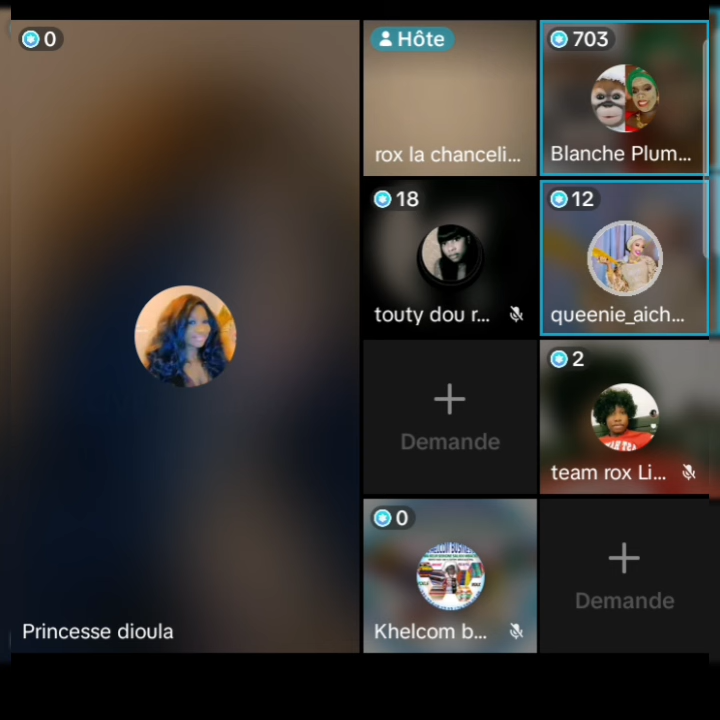 0
Princesse dioula
Hôte
rox la chanceli...
703
Blanche Plum...
18
touty dou r...
12
queenie_aich...
Demande
2
team rox Li...
0
Khelcom b...
Demande